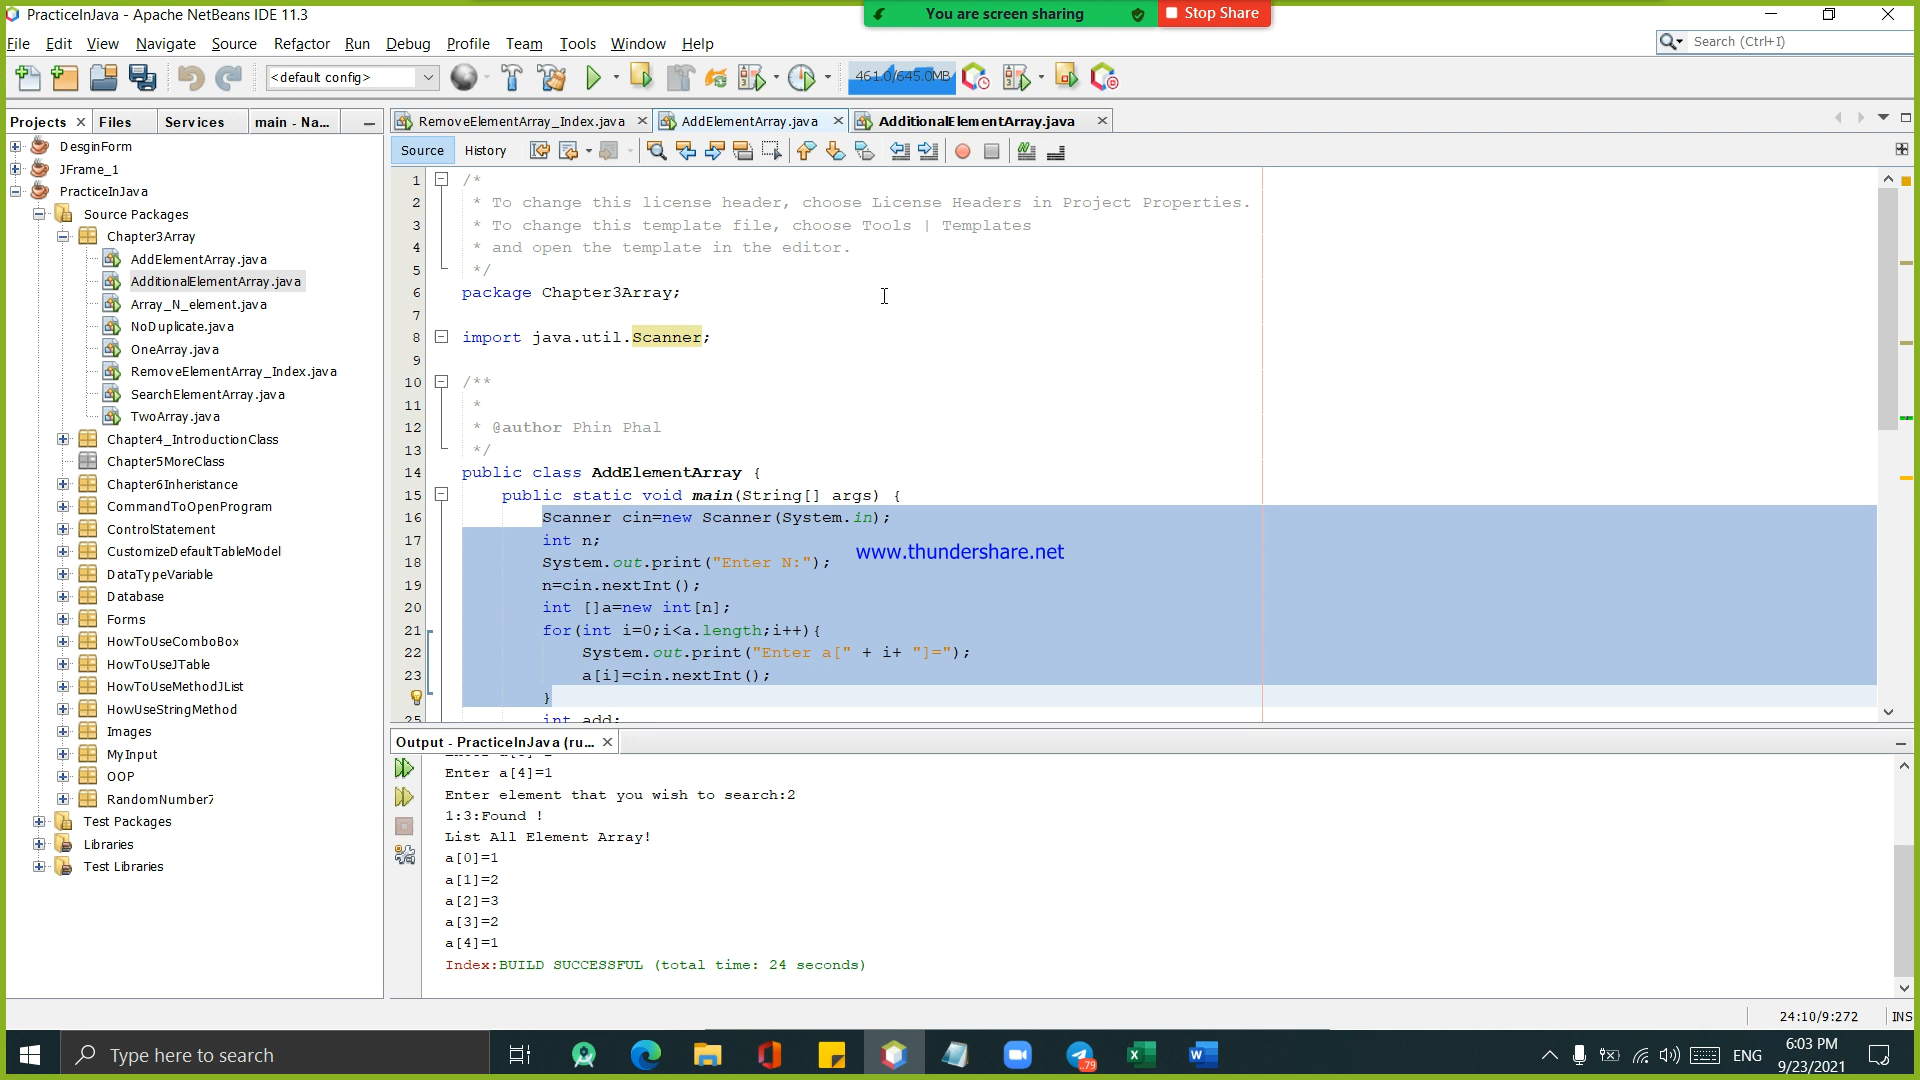 PracticeInJava - Apache NetBeans IDE 11.3
You are screen sharing
Stop Share
File Edit View Navigate Source Refactor Run Debug Profile Team Tools Window Help
Search (Ctrl+I)
<default config>
461.0/645.0MB
Projects Files Services main - Na...
RemoveElementArray_Index.java AddElementArray.java AdditionalElementArray.java
Source History
DesginForm
JFrame_1
PracticeInJava
Source Packages
Chapter3Array
AddElementArray.java
AdditionalElementArray.java
Array_N_element.java
NoDuplicate.java
OneArray.java
RemoveElementArray_Index.java
SearchElementArray.java
TwoArray.java
Chapter4_IntroductionClass
Chapter5MoreClass
Chapter6Inheristance
CommandToOpenProgram
ControlStatement
CustomizeDefaultTableModel
DataTypeVariable
Database
Forms
HowToUseComboBox
HowToUseJTable
HowToUseMethodJList
HowUseStringMethod
Images
MyInput
OOP
RandomNumber7
Test Packages
Libraries
Test Libraries
1 /*
2 * To change this license header, choose License Headers in Project Properties.
3 * To change this template file, choose Tools | Templates
4 * and open the template in the editor.
5 */
6 package Chapter3Array;
7
8 import java.util.Scanner;
9
10 /**
11 *
12 * @author Phin Phal
13 */
14 public class AddElementArray {
15 public static void main(String[] args) {
16 Scanner cin=new Scanner(System.in);
17 int n;
18 System.out.print("Enter N:");
19 n=cin.nextInt();
20 int []a=new int[n];
21 for(int i=0;i<a.length;i++){
22 System.out.print("Enter a[" + i+ "]=");
23 a[i]=cin.nextInt();
}
25 int add;
www.thundershare.net
Output - PracticeInJava (ru...
Enter a[4]=1
Enter element that you wish to search:2
1:3:Found !
List All Element Array!
a[0]=1
a[1]=2
a[2]=3
a[3]=2
a[4]=1
Index:BUILD SUCCESSFUL (total time: 24 seconds)
24:10/9:272 INS
Type here to search
79
ENG
6:03 PM
9/23/2021